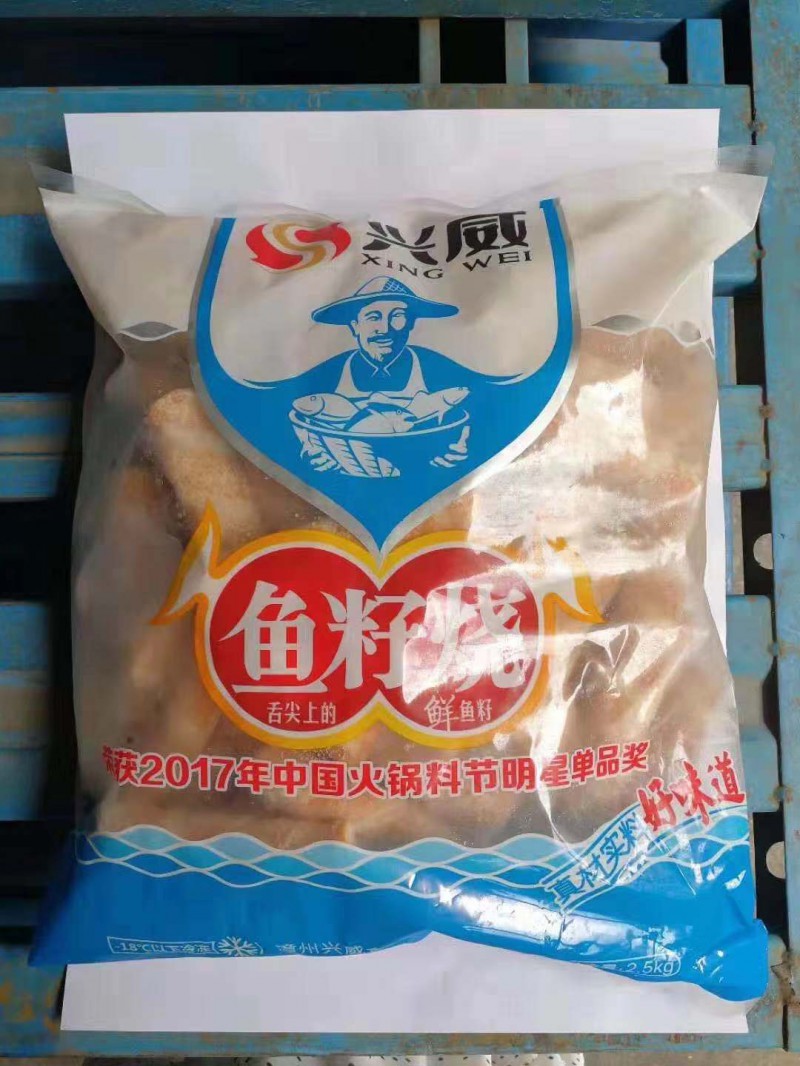 兴威
XING WEI
鱼籽烧
舌尖上的 鲜鱼籽
荣获2017年中国火锅料节明星单品奖
真材实料 好味道
-18℃以下冷冻
2.5kg